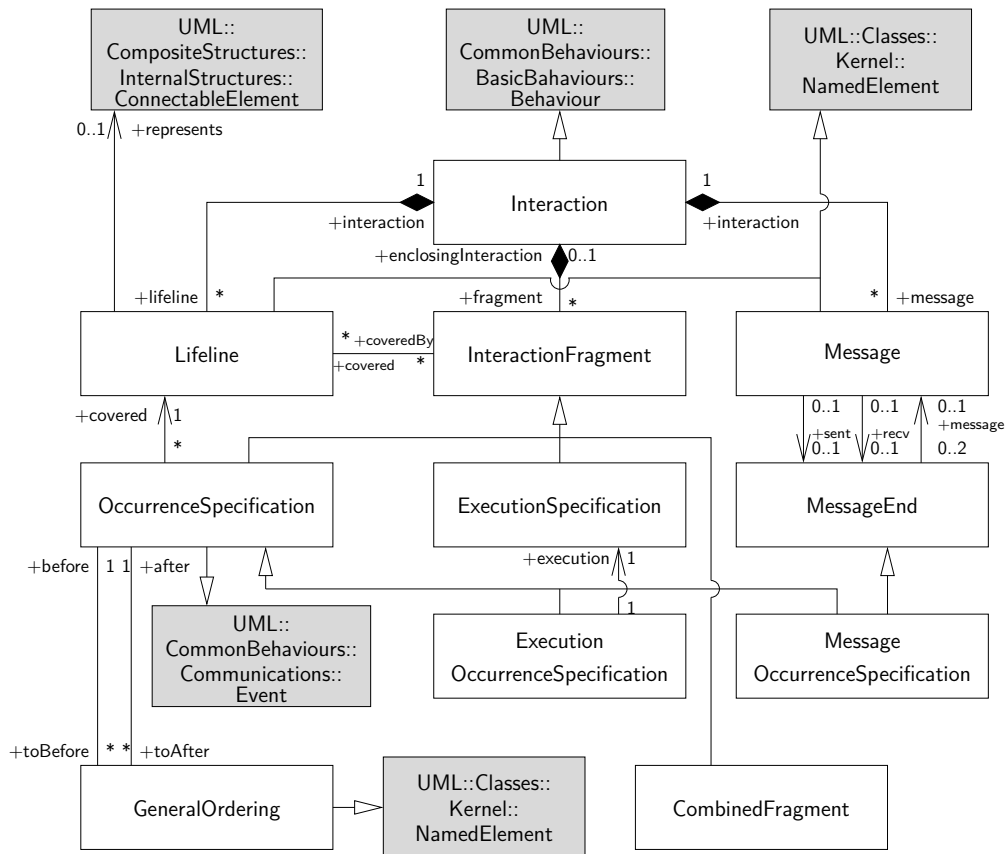 UML::
CompositeStructures::
InternalStructures::
ConnectableElement
UML::
CommonBehaviours::
BasicBahaviours::
Behaviour
UML::Classes::
Kernel::
NamedElement
0..1 +represents
1
Interaction
1
+interaction
+interaction
+enclosingInteraction 0..1
+lifeline *
+fragment *
* +message
Lifeline
* +coveredBy
+covered *
InteractionFragment
Message
+covered 1
*
0..1 0..1 0..1
+sent +recv +message
0..1 0..1 0..2
OccurrenceSpecification
ExecutionSpecification
MessageEnd
+before 1 1 +after
+execution 1
1
UML::
CommonBehaviours::
Communications::
Event
Execution
OccurrenceSpecification
Message
OccurrenceSpecification
+toBefore * * +toAfter
GeneralOrdering
UML::Classes::
Kernel::
NamedElement
CombinedFragment